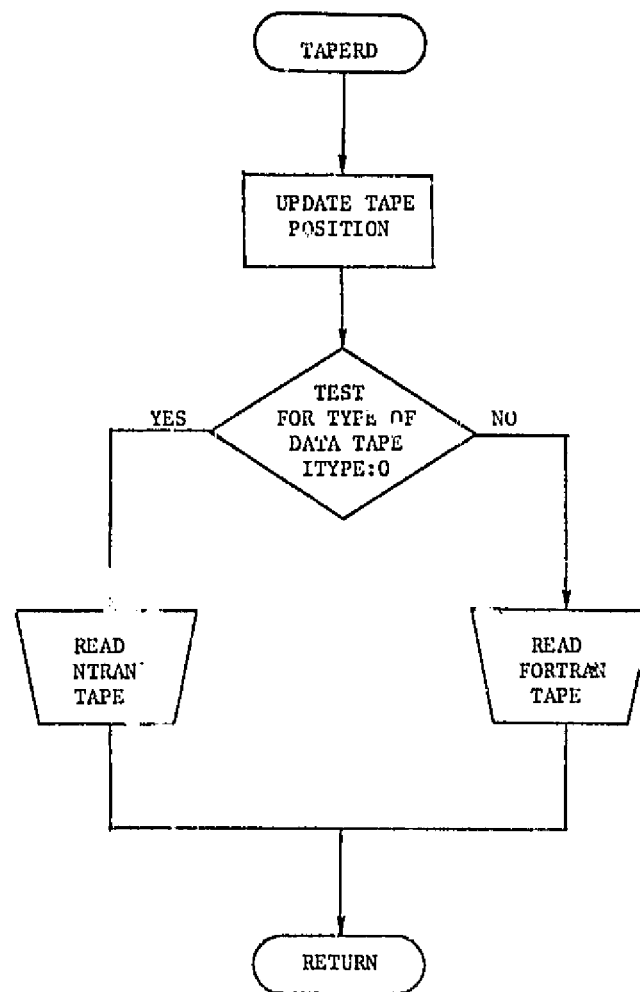 TAPERD
UPDATE TAPE
POSITION
TEST
FOR TYPE OF
DATA TAPE
ITYPE:0
YES
NO
READ
NTRAN
TAPE
READ
FORTRAN
TAPE
RETURN